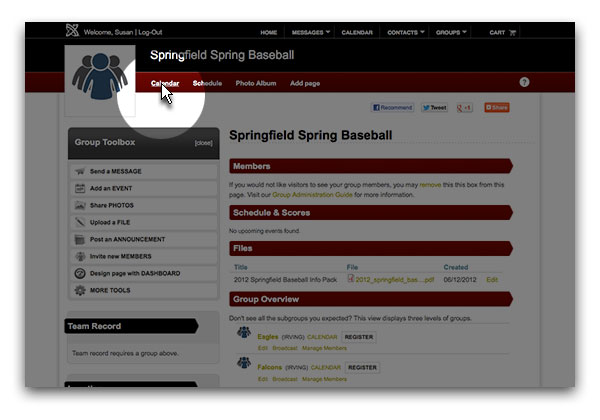 Welcome, Susan | Log-Out
HOME
MESSAGES
CALENDAR
CONTACTS
GROUPS
CART
Springfield Spring Baseball
Calendar
Schedule
Photo Album
Add page
?
Recommend
Tweet
+1
Share
Group Toolbox
[close]
Send a MESSAGE
Add an EVENT
Share PHOTOS
Upload a FILE
Post an ANNOUNCEMENT
Invite new MEMBERS
Design page with DASHBOARD
MORE TOOLS
Team Record
Team record requires a group above.
Springfield Spring Baseball
Members
If you would not like visitors to see your group members, you may remove this this box from this
page. Visit our Group Administration Guide for more information.
Schedule & Scores
No upcoming events found.
Files
Title File Created
2012 Springfield Baseball Info Pack 2012_springfield_bas....pdf 06/12/2012 Edit
Group Overview
Don't see all the subgroups you expected? This view displays three levels of groups.
Eagles (IRVING) CALENDAR REGISTER
Edit Broadcast Manage Members
Falcons (IRVING) CALENDAR REGISTER
Edit Broadcast Manage Members